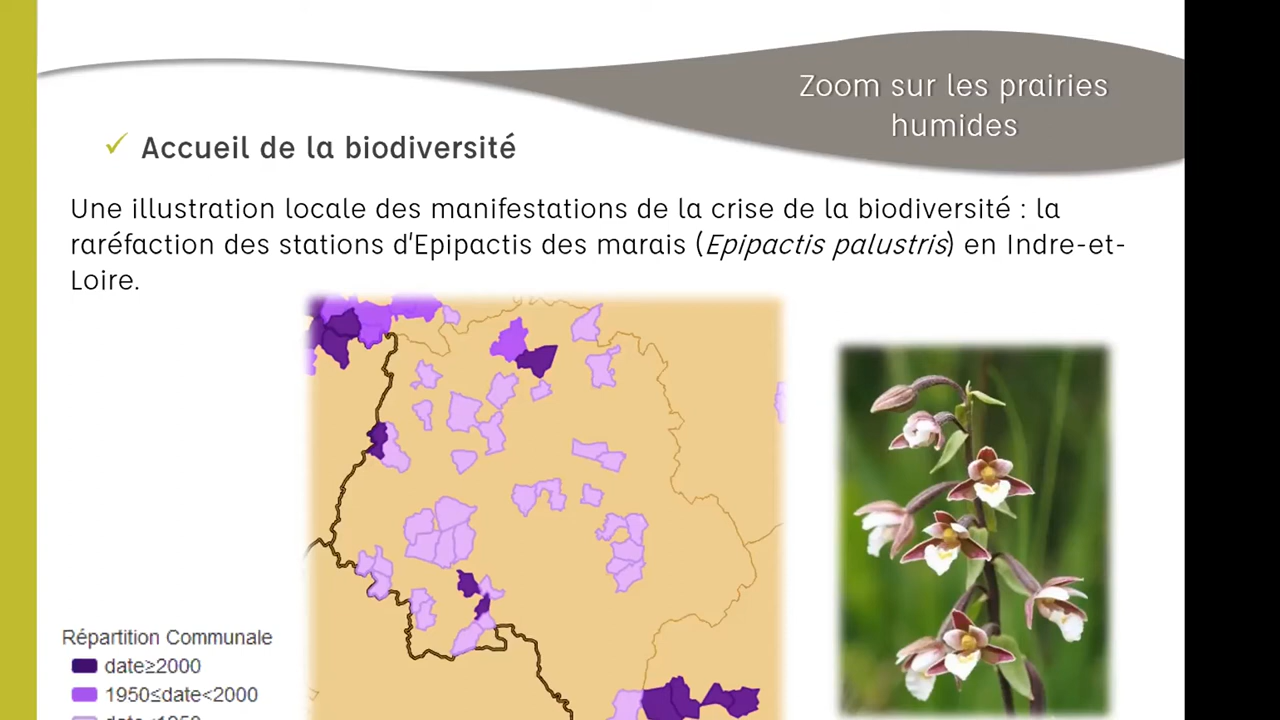 Zoom sur les prairies
humides
Accueil de la biodiversité
Une illustration locale des manifestations de la crise de la biodiversité : la
raréfaction des stations d'Epipactis des marais (Epipactis palustris) en Indre-et-
Loire.
Répartition Communale
date≥2000
1950≤date<2000